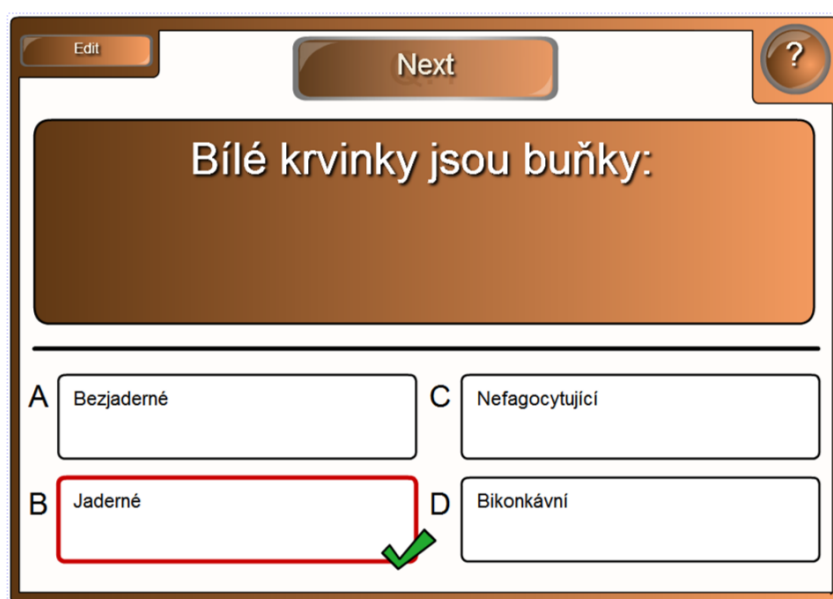 Edit
Next
?
Bílé krvinky jsou buňky:
A
Bezjaderné
C
Nefagocytující
B
Jaderné
D
Bikonkávní